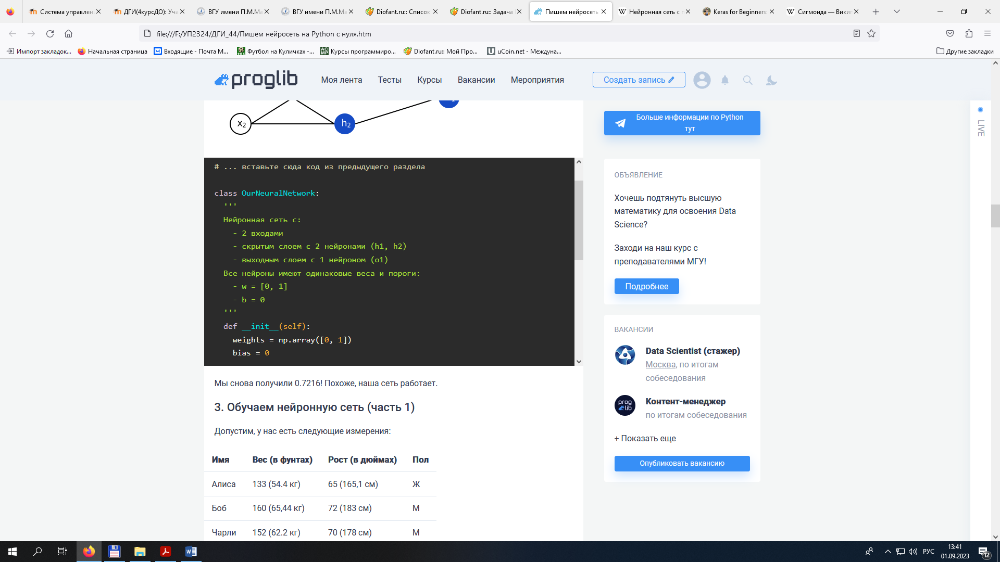 Система управлен
ДГИ(4курсДО): Уча
ВГУ имени П.М.Ма
ВГУ имени П.М.Ма
Diofant.ru:: Список
Diofant.ru:: Задача
Пишем нейросеть
Нейронная сеть с п
Keras for Beginners:
Сигмоида — Вики
file:///F:/УП2324/ДГИ_44/Пишем нейросеть на Python с нуля.htm
Импорт закладок...
Начальная страница
Входящие - Почта М...
Футбол на Куличках -...
Курсы программиро...
Diofant.ru:: Мой Про...
uCoin.net - Междуна...
Другие закладки
proglib
Моя лента
Тесты
Курсы
Вакансии
Мероприятия
Создать запись
x2
h2
# ... вставьте сюда код из предыдущего раздела
class OurNeuralNetwork:
'''
Нейронная сеть с:
- 2 входами
- скрытым слоем с 2 нейронами (h1, h2)
- выходным слоем с 1 нейроном (o1)
Все нейроны имеют одинаковые веса и пороги:
- w = [0, 1]
- b = 0
'''
def __init__(self):
weights = np.array([0, 1])
bias = 0
Мы снова получили 0.7216! Похоже, наша сеть работает.
3. Обучаем нейронную сеть (часть 1)
Допустим, у нас есть следующие измерения:
Имя Вес (в фунтах) Рост (в дюймах) Пол
Алиса 133 (54.4 кг) 65 (165,1 см) Ж
Боб 160 (65,44 кг) 72 (183 см) М
Чарли 152 (62.2 кг) 70 (178 см) М
Больше информации по Python
тут
ОБЪЯВЛЕНИЕ
Хочешь подтянуть высшую
математику для освоения Data
Science?
Заходи на наш курс с
преподавателями МГУ!
Подробнее
ВАКАНСИИ
Data Scientist (стажер)
Москва, по итогам
собеседования
prog
lib
Контент-менеджер
по итогам собеседования
+ Показать еще
Опубликовать вакансию
LIVE
РУС
13:41
01.09.2023
12